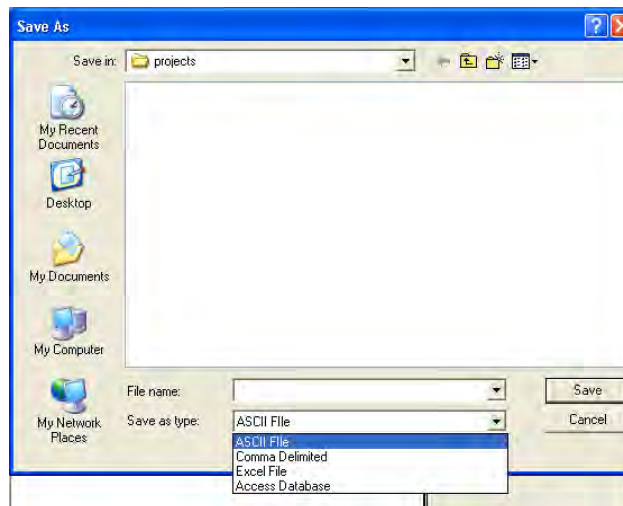 Save As
Save in:
projects
My Recent
Documents
Desktop
My Documents
My Computer
My Network
Places
File name:
Save
Save as type:
ASCII FIle
Cancel
ASCII FIle
Comma Delimited
Excel File
Access Database